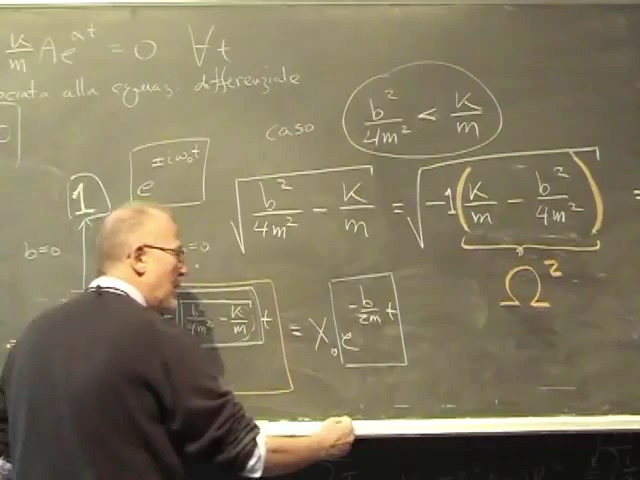 k/m A e^{αt} = 0 ∀t
alla equaz. differenziale
caso b²/4m² < k/m
e^{±iω₀t}
1
√(b²/4m² - k/m) = √(-1(k/m - b²/4m²)) =
b=0
=0
Ω²
√(b²/4m² - k/m) t = X₀ e^{-b/2m t}